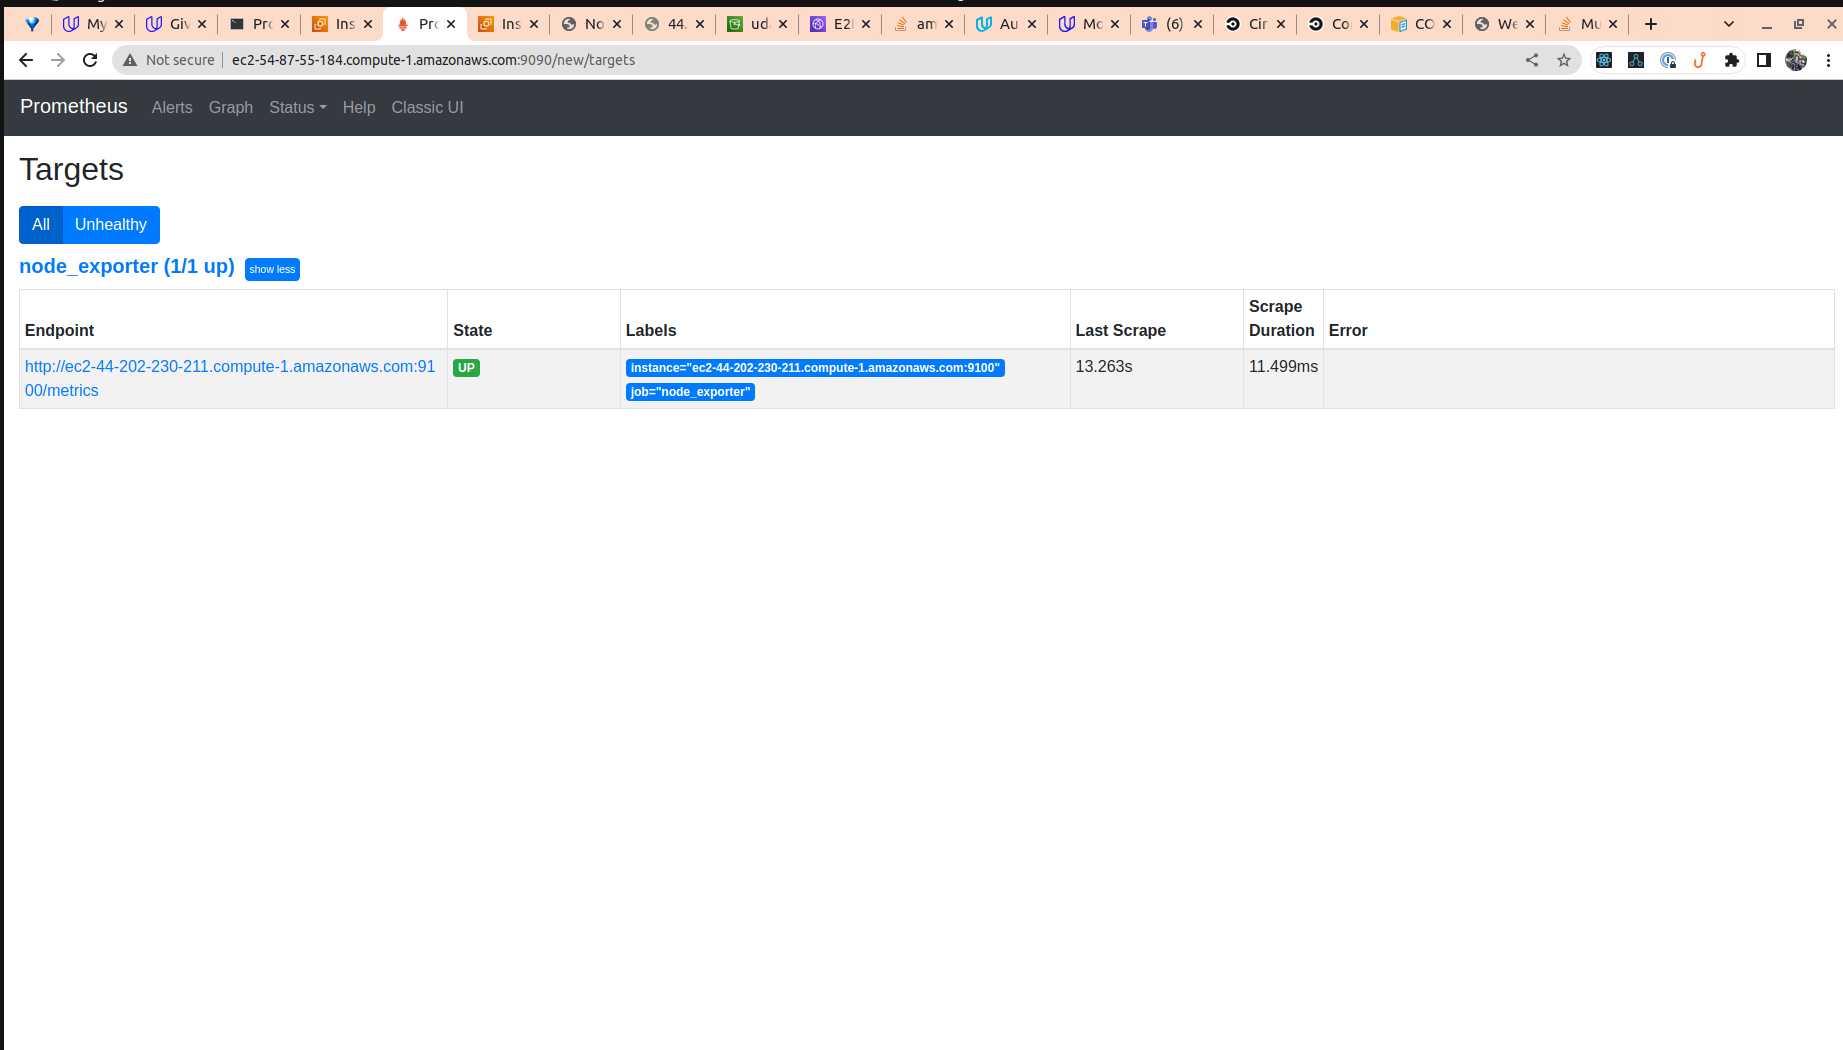 My
Giv
Pro
Ins
Pro
Ins
No
44.
ud
E2
am
Au
Mo
(6)
Cir
Co
CO
We
Mu
Not secure
ec2-54-87-55-184.compute-1.amazonaws.com:9090/new/targets
Prometheus Alerts Graph Status Help Classic UI
Targets
All Unhealthy
node_exporter (1/1 up) show less
Endpoint State Labels Last Scrape Scrape Duration Error
http://ec2-44-202-230-211.compute-1.amazonaws.com:91
00/metrics
UP
instance="ec2-44-202-230-211.compute-1.amazonaws.com:9100"
job="node_exporter"
13.263s
11.499ms